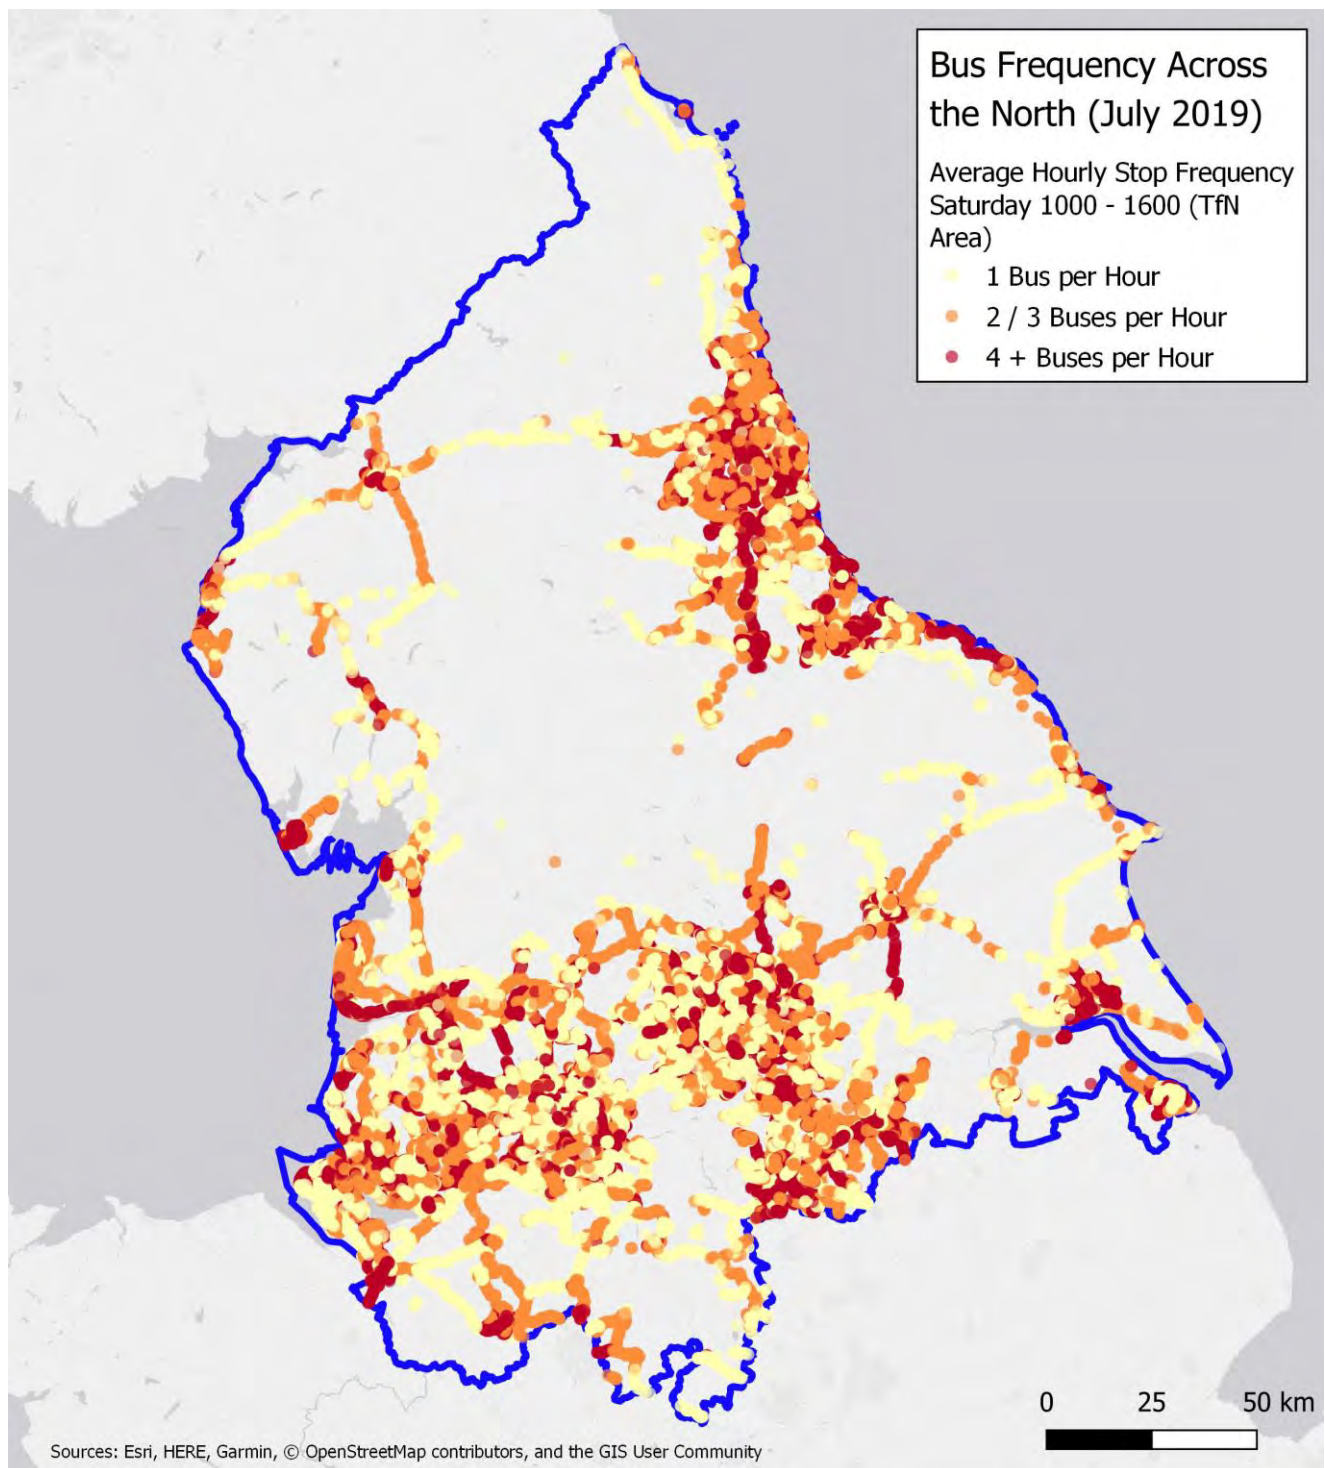 Bus Frequency Across
the North (July 2019)
Average Hourly Stop Frequency
Saturday 1000 - 1600 (TfN
Area)
1 Bus per Hour
2 / 3 Buses per Hour
4 + Buses per Hour
0 25 50 km
Sources: Esri, HERE, Garmin, © OpenStreetMap contributors, and the GIS User Community